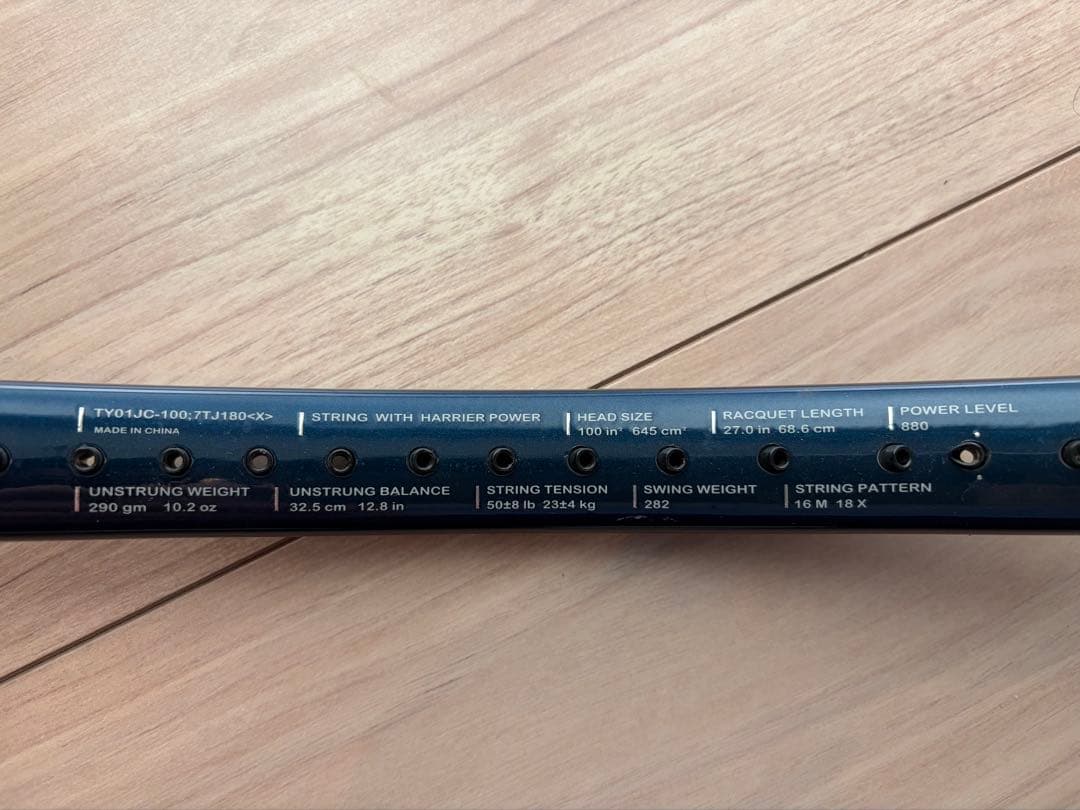 TY01JC-100;7TJ180<X>
MADE IN CHINA
STRING WITH HARRIER POWER
HEAD SIZE
100 in² 645 cm²
RACQUET LENGTH
27.0 in 68.6 cm
POWER LEVEL
880
UNSTRUNG WEIGHT
290 gm 10.2 oz
UNSTRUNG BALANCE
32.5 cm 12.8 in
STRING TENSION
50±8 lb 23±4 kg
SWING WEIGHT
282
STRING PATTERN
16 M 18 X